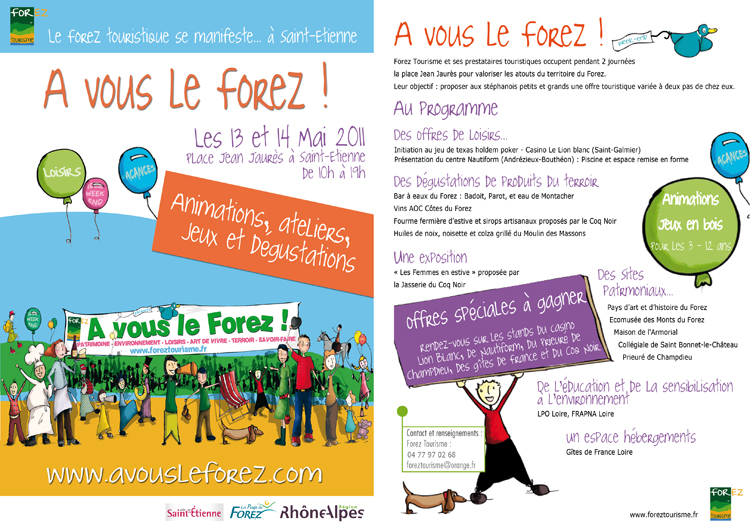 FOREZ
TOURISME
Le forez touristique se manifeste... à Saint-Etienne
A vous Le forez !
Les 13 et 14 Mai 2011
Place Jean Jaurès à Saint-Etienne
De 10h à 19h
LOISIRS
WEEK
END
VACANCES
Animations, ateliers,
Jeux et Dégustations
A vous le Forez !
PATRIMOINE - ENVIRONNEMENT - LOISIRS - ART DE VIVRE - TERROIR - SAVOIR-FAIRE
www.foreztourisme.fr
www.avousleforez.com
Saint-Étienne
Le Pays du
FOREZ
RhôneAlpes
Région
A vous Le forez !
WEEK-END
Forez Tourisme et ses prestataires touristiques occupent pendant 2 journées
la place Jean Jaurès pour valoriser les atouts du territoire du Forez.
Leur objectif : proposer aux stéphanois petits et grands une offre touristique variée à deux pas de chez eux.
Au Programme
Des offres De Loisirs...
Initiation au jeu de texas holdem poker - Casino Le Lion blanc (Saint-Galmier)
Présentation du centre Nautiform (Andrézieux-Bouthéon) : Piscine et espace remise en forme
VACANCES
Des Dégustations De Produits Du terroir
Bar à eaux du Forez : Badoit, Parot, et eau de Montacher
Vins AOC Côtes du Forez
Fourme fermière d'estive et sirops artisanaux proposés par le Coq Noir
Huiles de noix, noisette et colza grillé du Moulin des Massons
Animations
Jeux en bois
Pour les 3 - 12 ans
Une exposition
« Les Femmes en estive » proposée par
la Jasserie du Coq Noir
Des Sites
Patrimoniaux...
Pays d'art et d'histoire du Forez
Ecomusée des Monts du Forez
Maison de l'Armorial
Collégiale de Saint Bonnet-le-Château
Prieuré de Champdieu
offres spéciales à gagner
Rendez-vous sur les stands du casino
Lion Blanc, de Nautiform, du Prieuré de
Champdieu, des gîtes de France et du Coq Noir
De L'éducation et De La sensibilisation
à L'environnement
LPO Loire, FRAPNA Loire
un espace hébergements
Gîtes de France Loire
Contact et renseignements :
Forez Tourisme :
04 77 97 02 68
foreztourisme@orange.fr
www.foreztourisme.fr
FOREZ
TOURISME